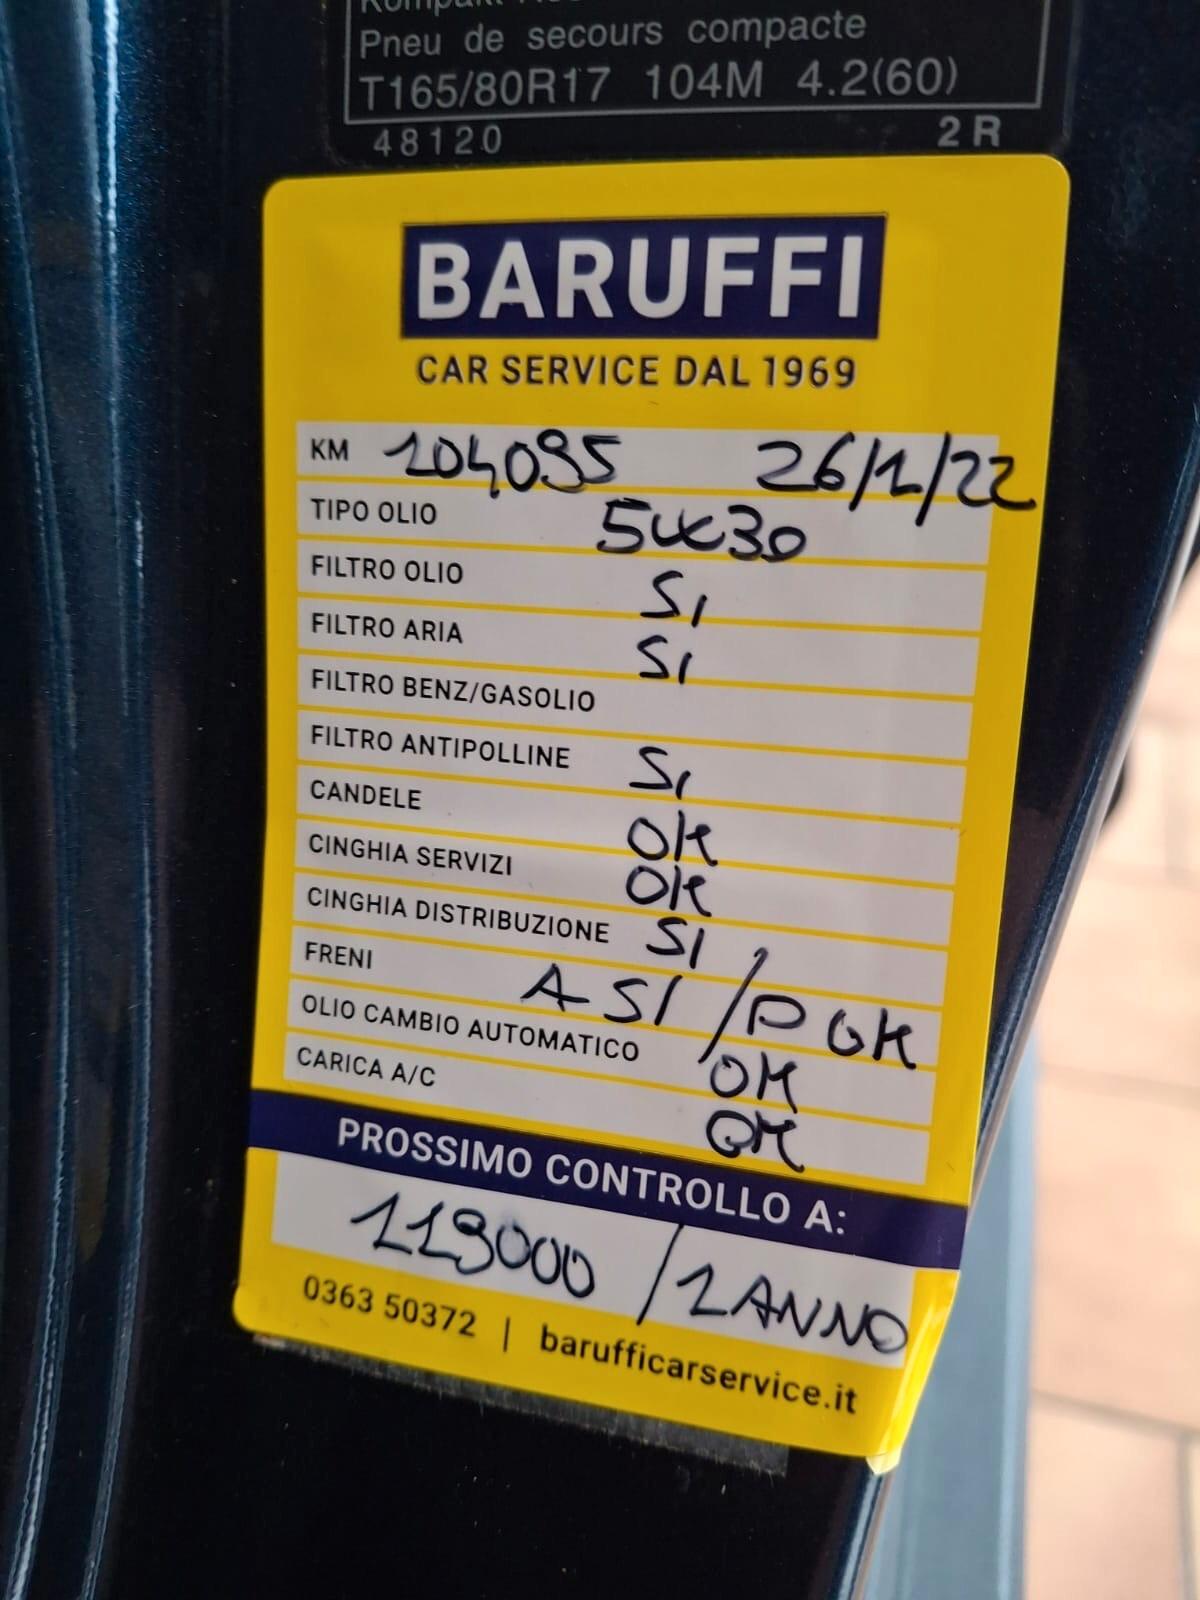 Pneu de secours compacte
T165/80R17 104M 4.2(60)
48120 2R
BARUFFI
CAR SERVICE DAL 1969
KM 104095 26/1/22
TIPO OLIO 5W30
FILTRO OLIO SI
FILTRO ARIA SI
FILTRO BENZ/GASOLIO
FILTRO ANTIPOLLINE SI
CANDELE OK
CINGHIA SERVIZI OK
CINGHIA DISTRIBUZIONE SI
FRENI A SI / P OK
OLIO CAMBIO AUTOMATICO OK
CARICA A/C OK
PROSSIMO CONTROLLO A:
119000 / 1 ANNO
0363 50372 | barufficarservice.it